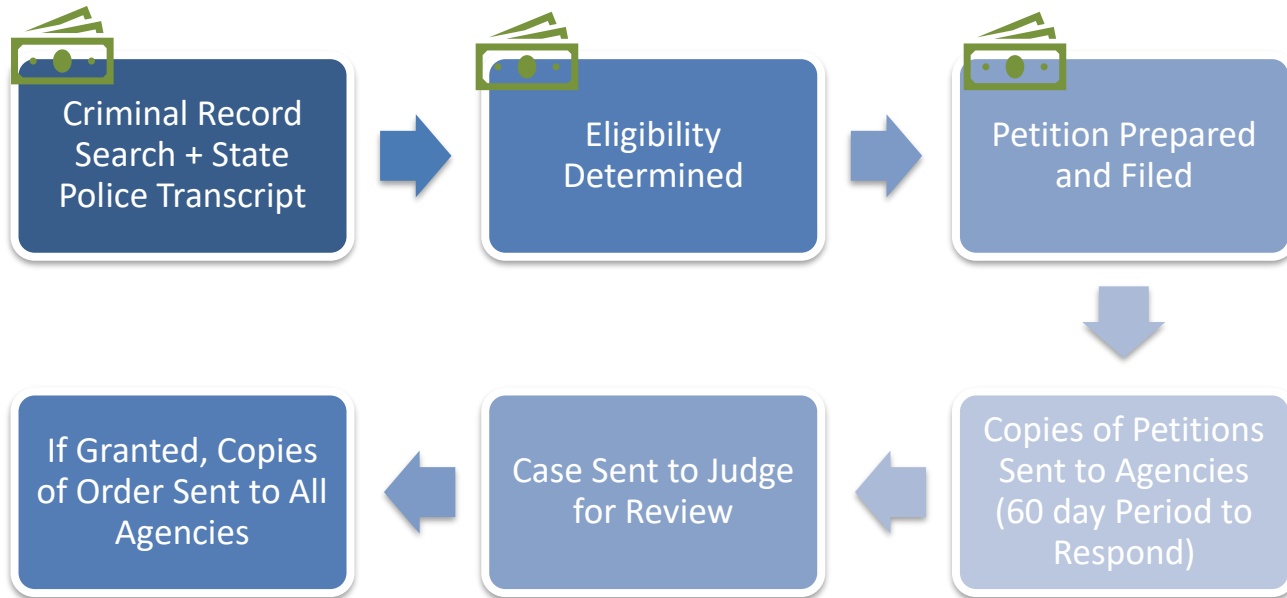 Criminal Record
Search + State
Police Transcript
Eligibility
Determined
Petition Prepared
and Filed
Copies of Petitions
Sent to Agencies
(60 day Period to
Respond)
Case Sent to Judge
for Review
If Granted, Copies
of Order Sent to All
Agencies